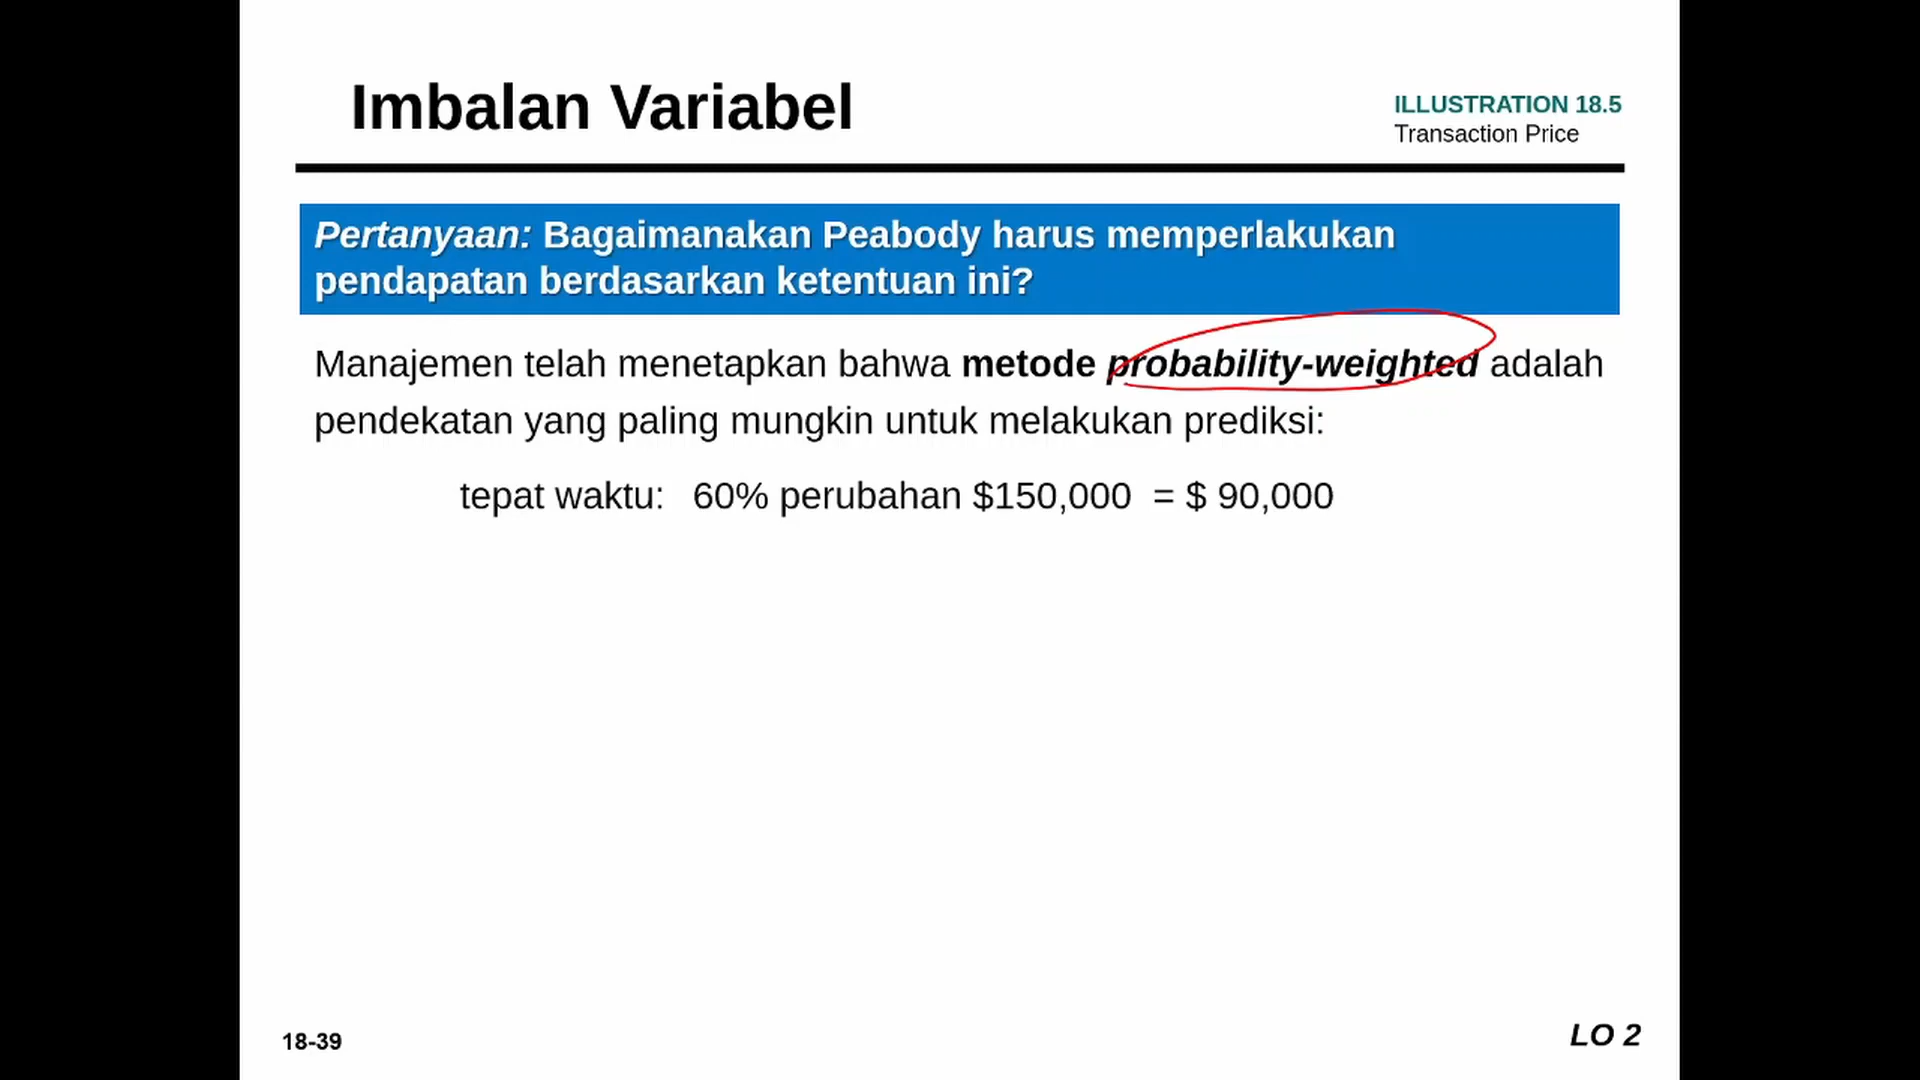 Imbalan Variabel
ILLUSTRATION 18.5
Transaction Price
Pertanyaan: Bagaimanakan Peabody harus memperlakukan
pendapatan berdasarkan ketentuan ini?
Manajemen telah menetapkan bahwa metode probability-weighted adalah
pendekatan yang paling mungkin untuk melakukan prediksi:
tepat waktu: 60% perubahan $150,000 = $ 90,000
18-39
LO 2